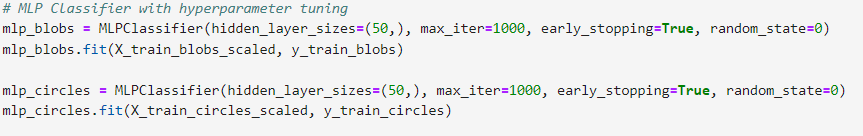 # MLP Classifier with hyperparameter tuning
mlp_blobs = MLPClassifier(hidden_layer_sizes=(50,), max_iter=1000, early_stopping=True, random_state=0)
mlp_blobs.fit(X_train_blobs_scaled, y_train_blobs)

mlp_circles = MLPClassifier(hidden_layer_sizes=(50,), max_iter=1000, early_stopping=True, random_state=0)
mlp_circles.fit(X_train_circles_scaled, y_train_circles)